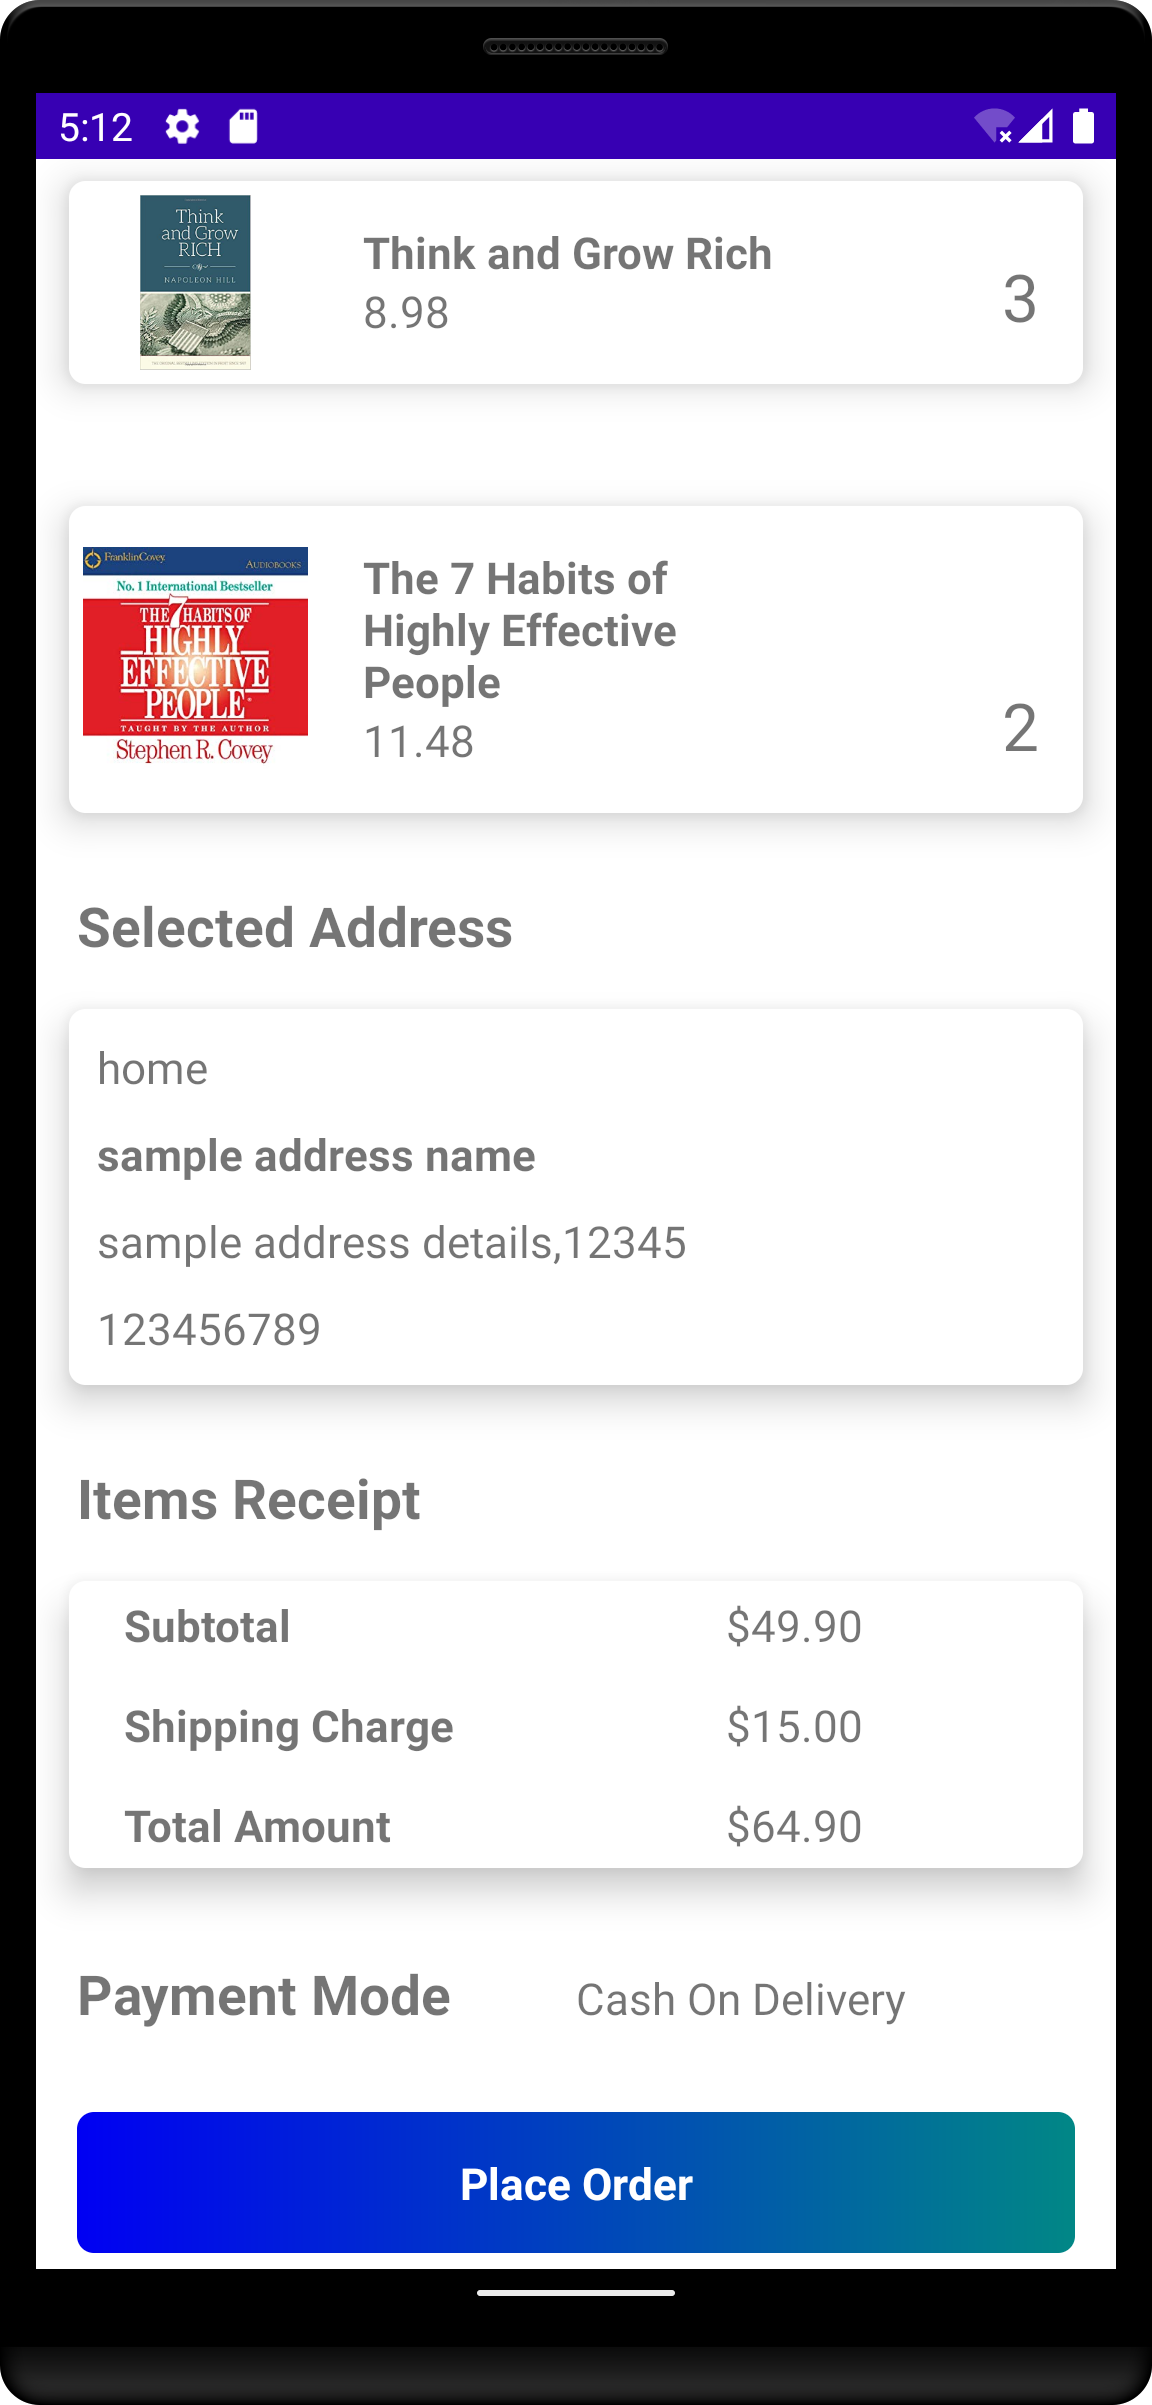 5:12
Think
and Grow
RICH
NAPOLEON HILL
Think and Grow Rich
8.98
3
FranklinCovey
AUDIOBOOKS
No. 1 International Bestseller
THE 7 HABITS OF
HIGHLY
EFFECTIVE
PEOPLE
TAUGHT BY THE AUTHOR
Stephen R. Covey
The 7 Habits of
Highly Effective
People
11.48
2
Selected Address
home
sample address name
sample address details,12345
123456789
Items Receipt
Subtotal $49.90
Shipping Charge $15.00
Total Amount $64.90
Payment Mode Cash On Delivery
Place Order